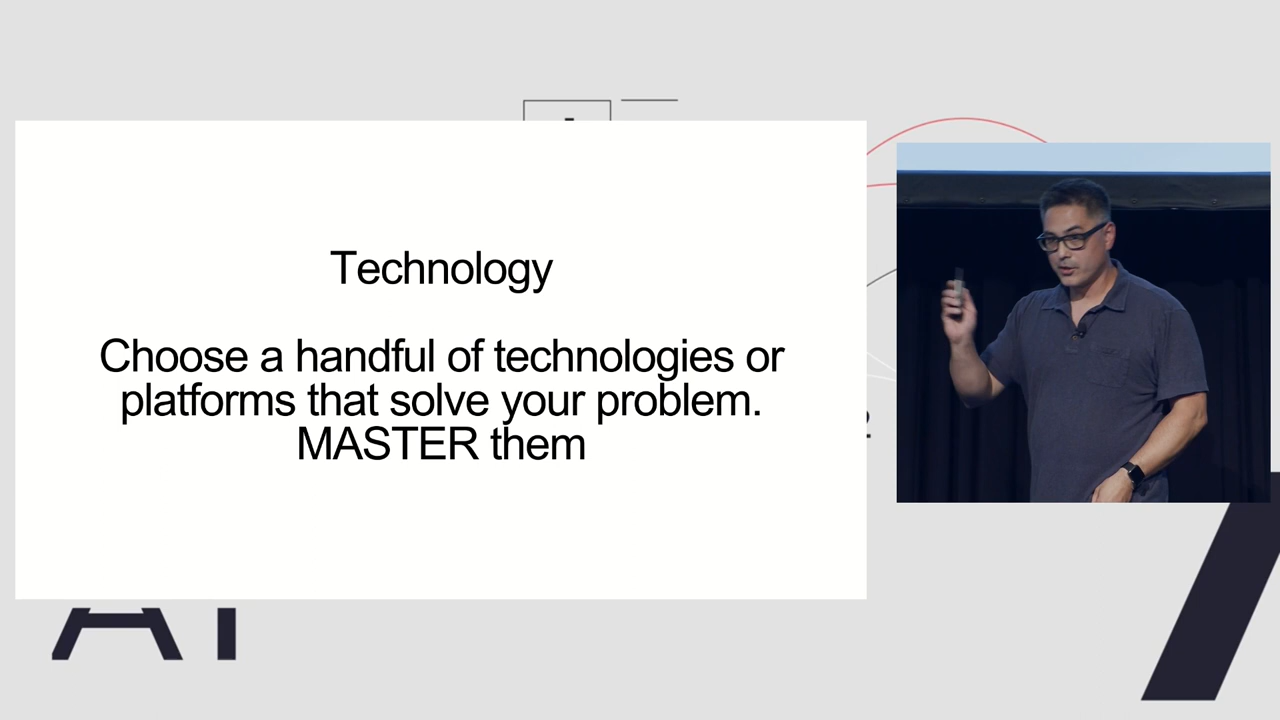 Technology
Choose a handful of technologies or
platforms that solve your problem.
MASTER them